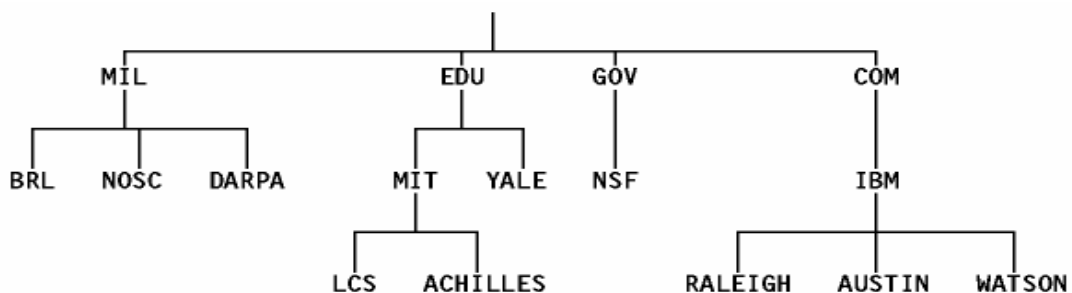 MIL EDU GOV COM
BRL NOSC DARPA MIT YALE NSF IBM
LCS ACHILLES RALEIGH AUSTIN WATSON